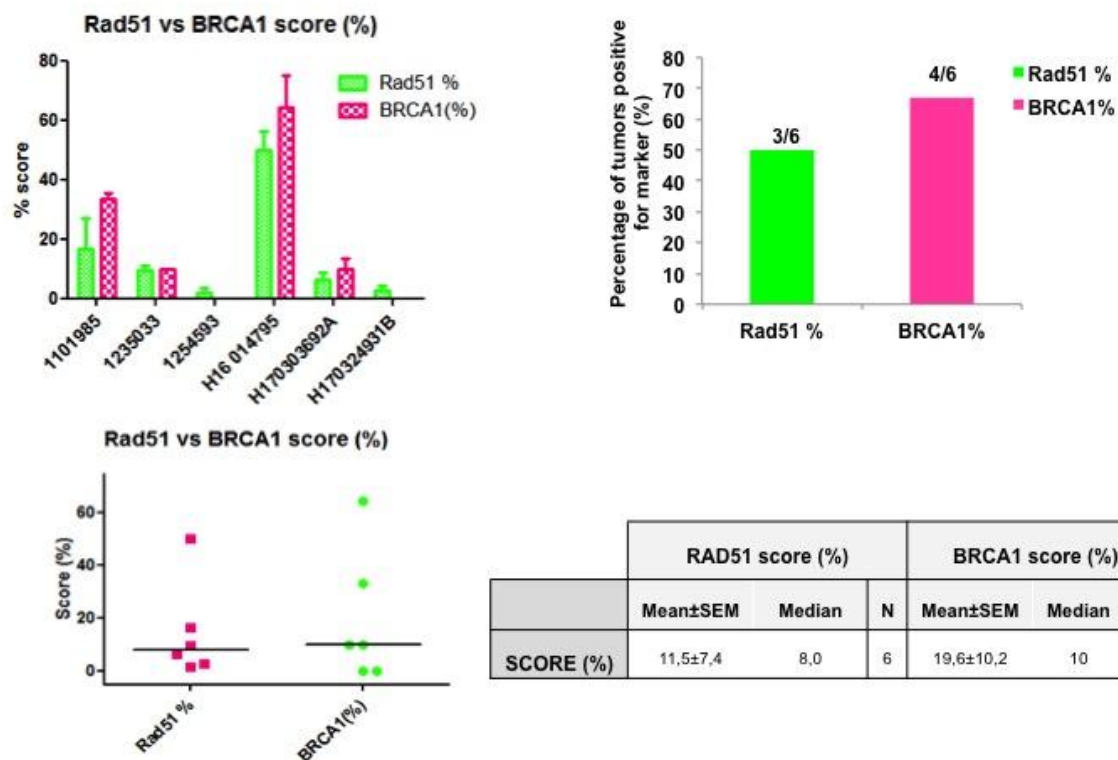 Rad51 vs BRCA1 score (%)
80
60
40
20
0
% score
Rad51 %
BRCA1(%)
1101985
1235033
1254593
H16 014795
H170303692A
H170324931B
Percentage of tumors positive
for marker (%)
80
70
60
50
40
30
20
10
0
3/6
4/6
Rad51 %
BRCA1%
Rad51 %
BRCA1%
Rad51 vs BRCA1 score (%)
Score (%)
60
40
20
0
Rad51 %
BRCA1(%)
RAD51 score (%) BRCA1 score (%)
Mean±SEM Median N Mean±SEM Median
SCORE (%) 11,5±7,4 8,0 6 19,6±10,2 10